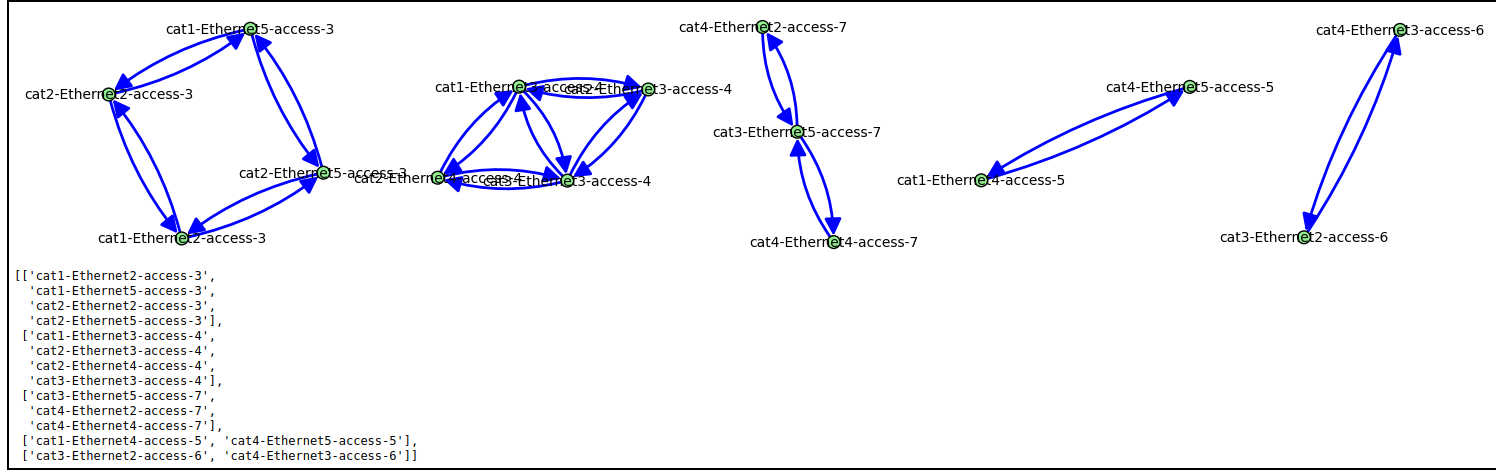 cat1-Ethernet5-access-3
cat2-Ethernet2-access-3
cat2-Ethernet5-access-3
cat1-Ethernet2-access-3
cat1-Ethernet3-access-4
cat2-Ethernet3-access-4
cat2-Ethernet4-access-4
cat3-Ethernet3-access-4
cat4-Ethernet2-access-7
cat3-Ethernet5-access-7
cat4-Ethernet4-access-7
cat4-Ethernet5-access-5
cat1-Ethernet4-access-5
cat4-Ethernet3-access-6
cat3-Ethernet2-access-6
[['cat1-Ethernet2-access-3',
'cat1-Ethernet5-access-3',
'cat2-Ethernet2-access-3',
'cat2-Ethernet5-access-3'],
['cat1-Ethernet3-access-4',
'cat2-Ethernet3-access-4',
'cat2-Ethernet4-access-4',
'cat3-Ethernet3-access-4'],
['cat3-Ethernet5-access-7',
'cat4-Ethernet2-access-7',
'cat4-Ethernet4-access-7'],
['cat1-Ethernet4-access-5', 'cat4-Ethernet5-access-5'],
['cat3-Ethernet2-access-6', 'cat4-Ethernet3-access-6']]